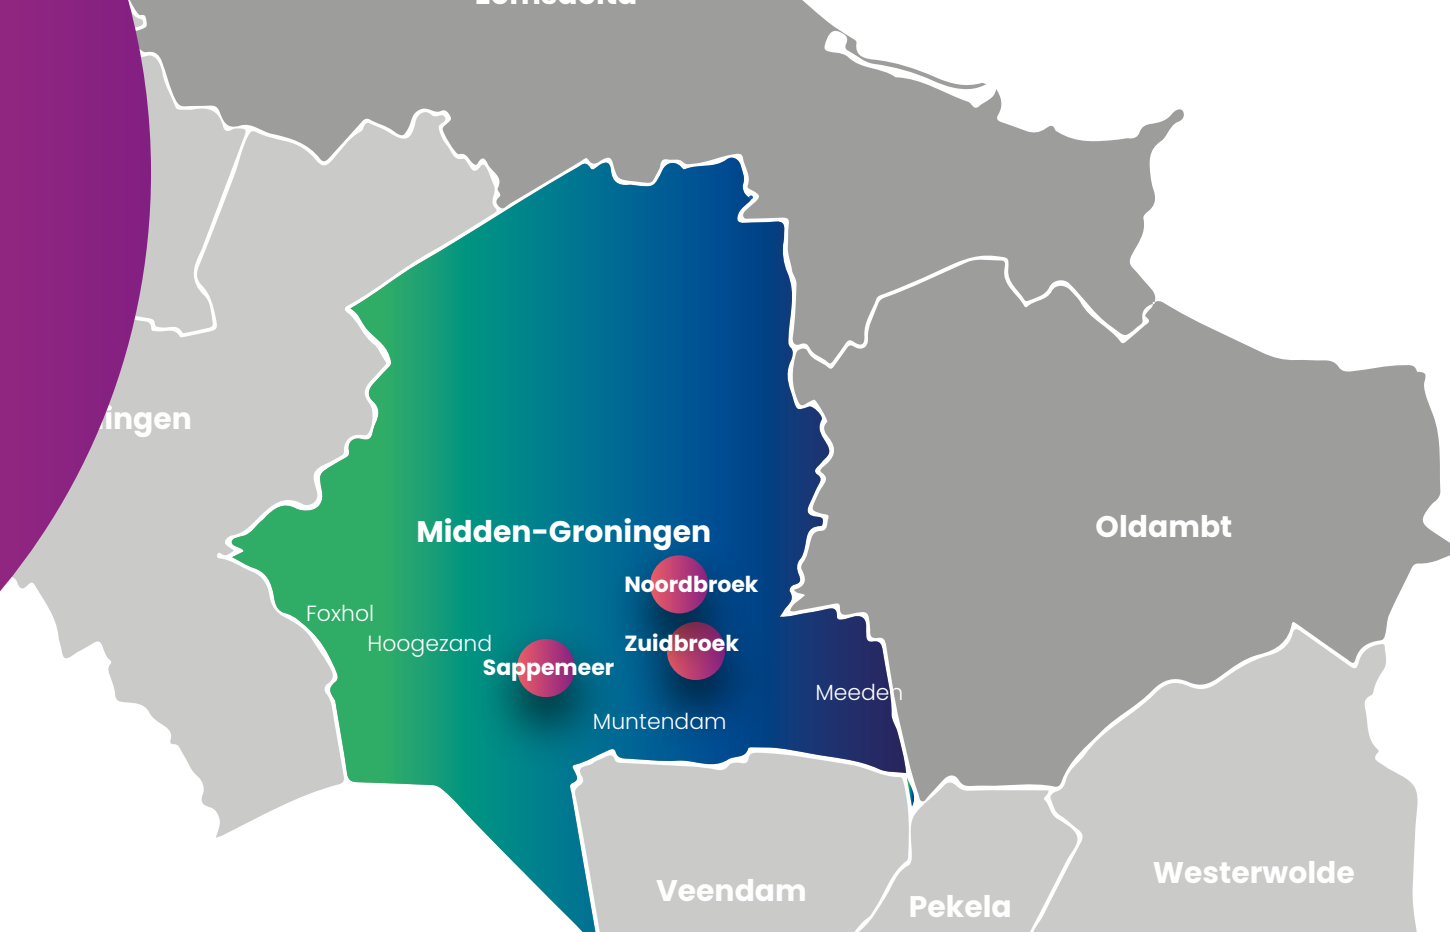 ingen
Midden-Groningen
Oldambt
Noordbroek
Foxhol
Hoogezand
Zuidbroek
Sappemeer
Meeden
Muntendam
Veendam
Westerwolde
Pekela